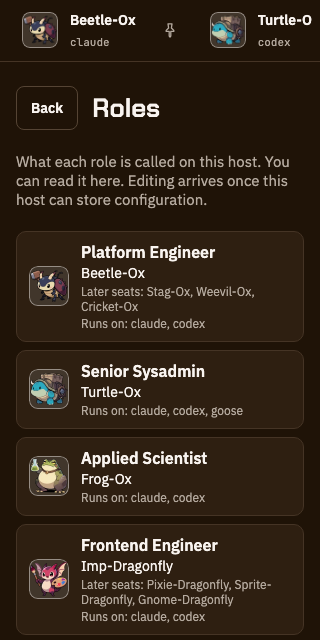 Beetle-Ox
claude
Turtle-O
codex
Back
Roles
What each role is called on this host. You
can read it here. Editing arrives once this
host can store configuration.
Platform Engineer
Beetle-Ox
Later seats: Stag-Ox, Weevil-Ox,
Cricket-Ox
Runs on: claude, codex
Senior Sysadmin
Turtle-Ox
Runs on: claude, codex, goose
Applied Scientist
Frog-Ox
Runs on: claude, codex
Frontend Engineer
Imp-Dragonfly
Later seats: Pixie-Dragonfly, Sprite-
Dragonfly, Gnome-Dragonfly
Runs on: claude, codex